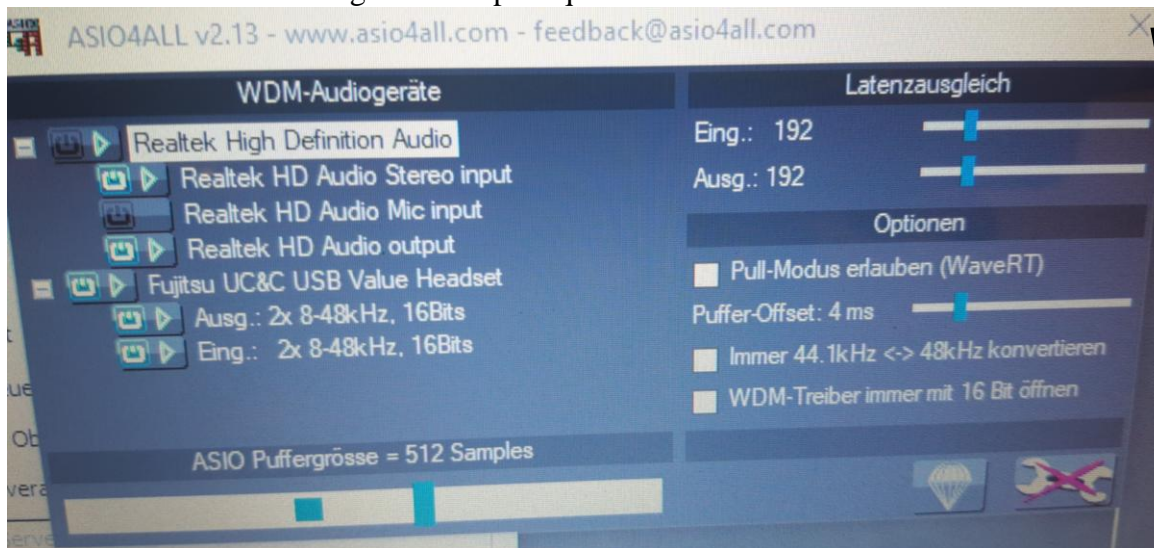 ASIO4ALL v2.13 - www.asio4all.com - feedback@asio4all.com
WDM-Audiogeräte
Realtek High Definition Audio
Realtek HD Audio Stereo input
Realtek HD Audio Mic input
Realtek HD Audio output
Fujitsu UC&C USB Value Headset
Ausg.: 2x 8-48kHz, 16Bits
Eing.: 2x 8-48kHz, 16Bits
ASIO Puffergrösse = 512 Samples
Latenzausgleich
Eing.: 192
Ausg.: 192
Optionen
Pull-Modus erlauben (WaveRT)
Puffer-Offset: 4 ms
Immer 44.1kHz <-> 48kHz konvertieren
WDM-Treiber immer mit 16 Bit öffnen